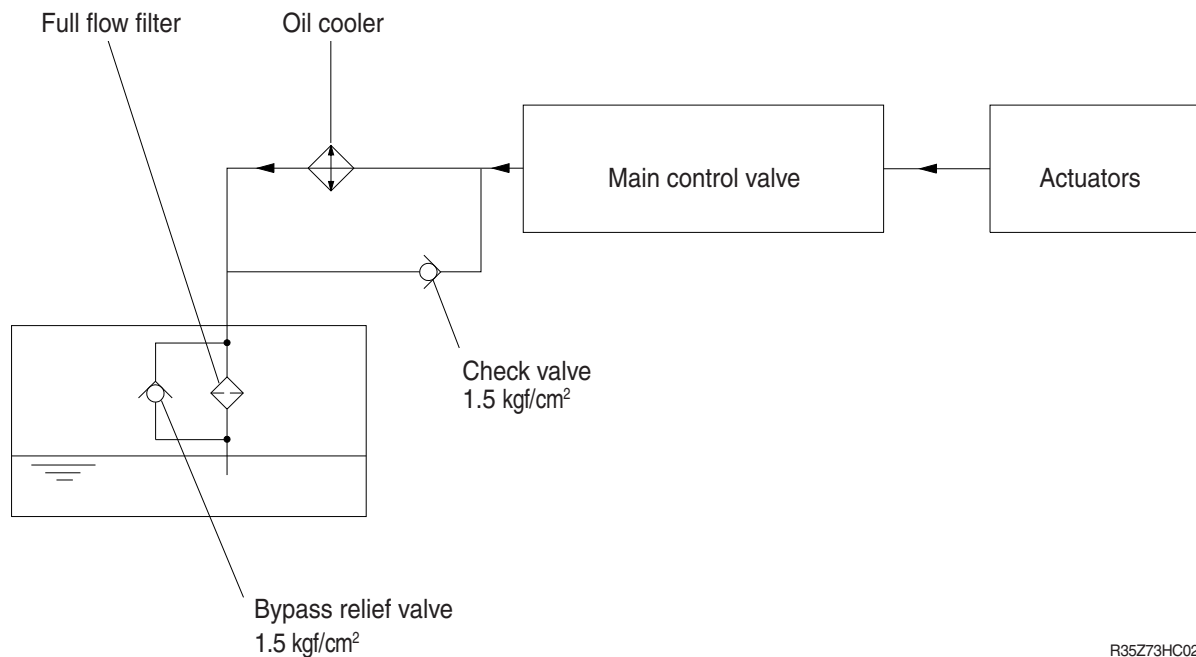 Full flow filter
Oil cooler
Main control valve
Actuators
Check valve
1.5 kgf/cm²
Bypass relief valve
1.5 kgf/cm²
R35Z73HC02